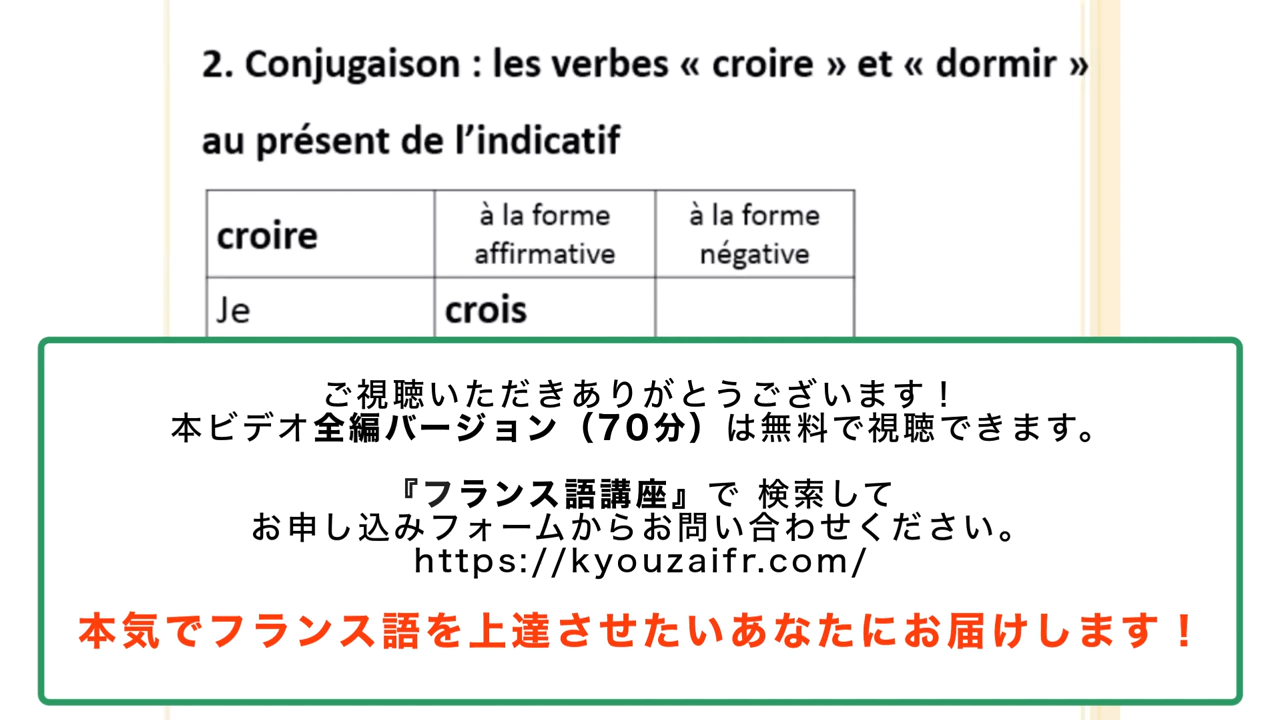 2. Conjugaison : les verbes « croire » et « dormir »
au présent de l’indicatif
croire
à la forme affirmative
à la forme négative
Je
crois
ご視聴いただきありがとうございます！
本ビデオ全編バージョン（70分）は無料で視聴できます。
『フランス語講座』で 検索して
お申し込みフォームからお問い合わせください。
https://kyouzaifr.com/
本気でフランス語を上達させたいあなたにお届けします！